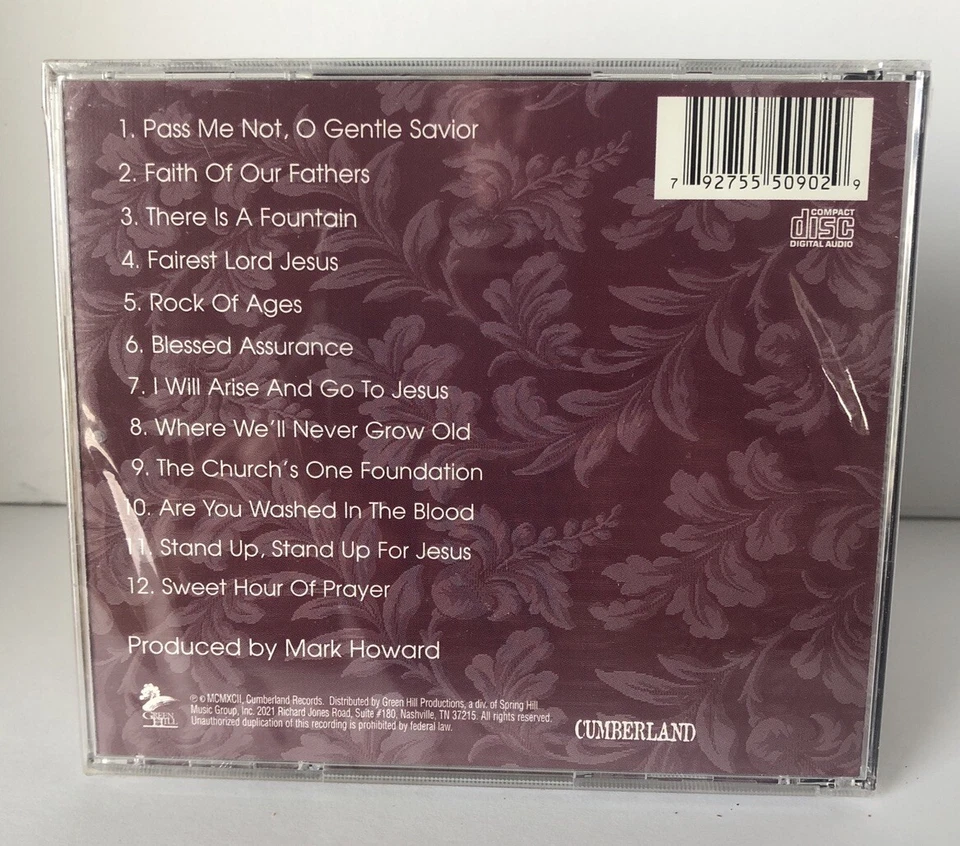 1. Pass Me Not, O Gentle Savior
2. Faith Of Our Fathers
3. There Is A Fountain
4. Fairest Lord Jesus
5. Rock Of Ages
6. Blessed Assurance
7. I Will Arise And Go To Jesus
8. Where We'll Never Grow Old
9. The Church's One Foundation
10. Are You Washed In The Blood
11. Stand Up, Stand Up For Jesus
12. Sweet Hour Of Prayer
Produced by Mark Howard
7 92755 50902 9
COMPACT
disc
DIGITAL AUDIO
GREEN
HILL
℗ © MCMXCII, Cumberland Records. Distributed by Green Hill Productions, a div. of Spring Hill
Music Group, Inc. 2021 Richard Jones Road, Suite #180, Nashville, TN 37215. All rights reserved.
Unauthorized duplication of this recording is prohibited by federal law.
CUMBERLAND